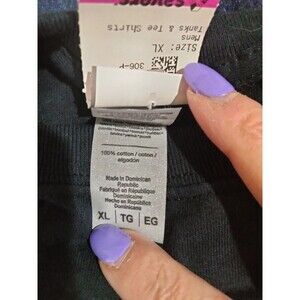 Tanks & Tee Shirts
Mens
Size: XL
306-P
100% cotton / coton /
algodón
Made in Dominican
Republic
Fabriqué en République
Dominicaine
Hecho en República
Dominicana
XL | TG | EG